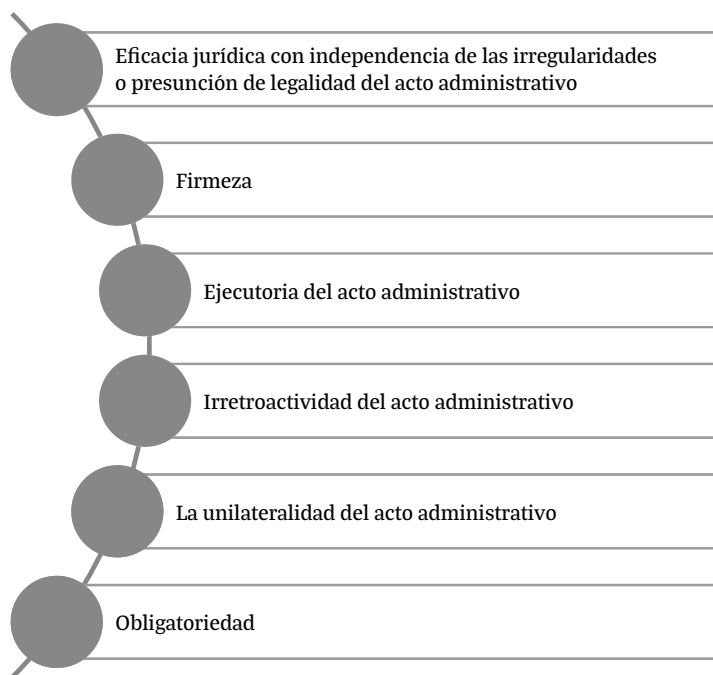 Eficacia jurídica con independencia de las irregularidades
o presunción de legalidad del acto administrativo
Firmeza
Ejecutoria del acto administrativo
Irretroactividad del acto administrativo
La unilateralidad del acto administrativo
Obligatoriedad